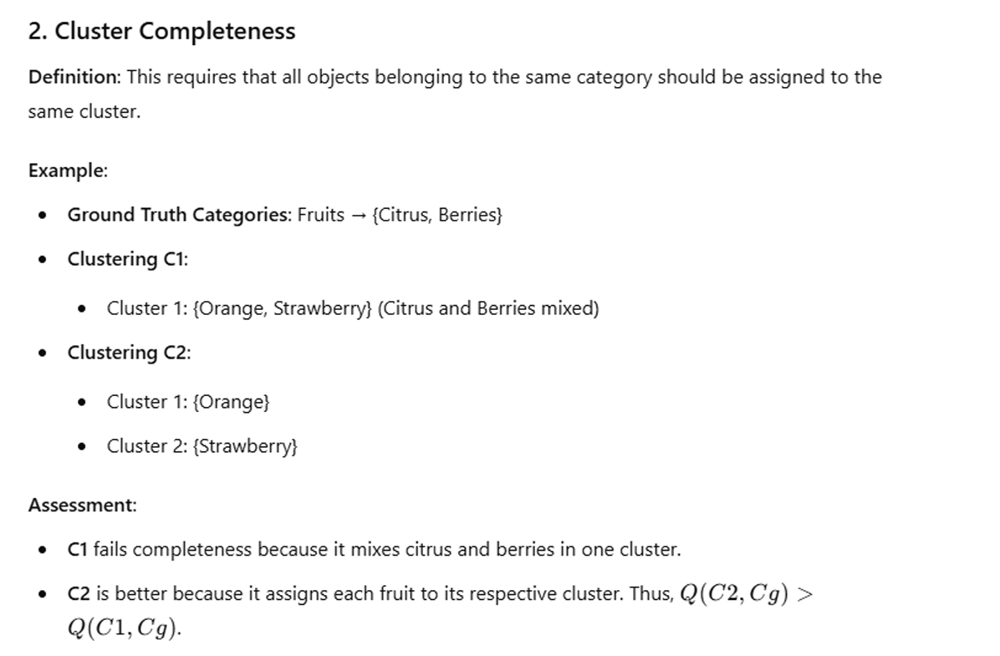 2. Cluster Completeness
Definition: This requires that all objects belonging to the same category should be assigned to the
same cluster.
Example:
• Ground Truth Categories: Fruits → {Citrus, Berries}
• Clustering C1:
• Cluster 1: {Orange, Strawberry} (Citrus and Berries mixed)
• Clustering C2:
• Cluster 1: {Orange}
• Cluster 2: {Strawberry}
Assessment:
• C1 fails completeness because it mixes citrus and berries in one cluster.
• C2 is better because it assigns each fruit to its respective cluster. Thus, Q(C2, Cg) >
Q(C1, Cg).